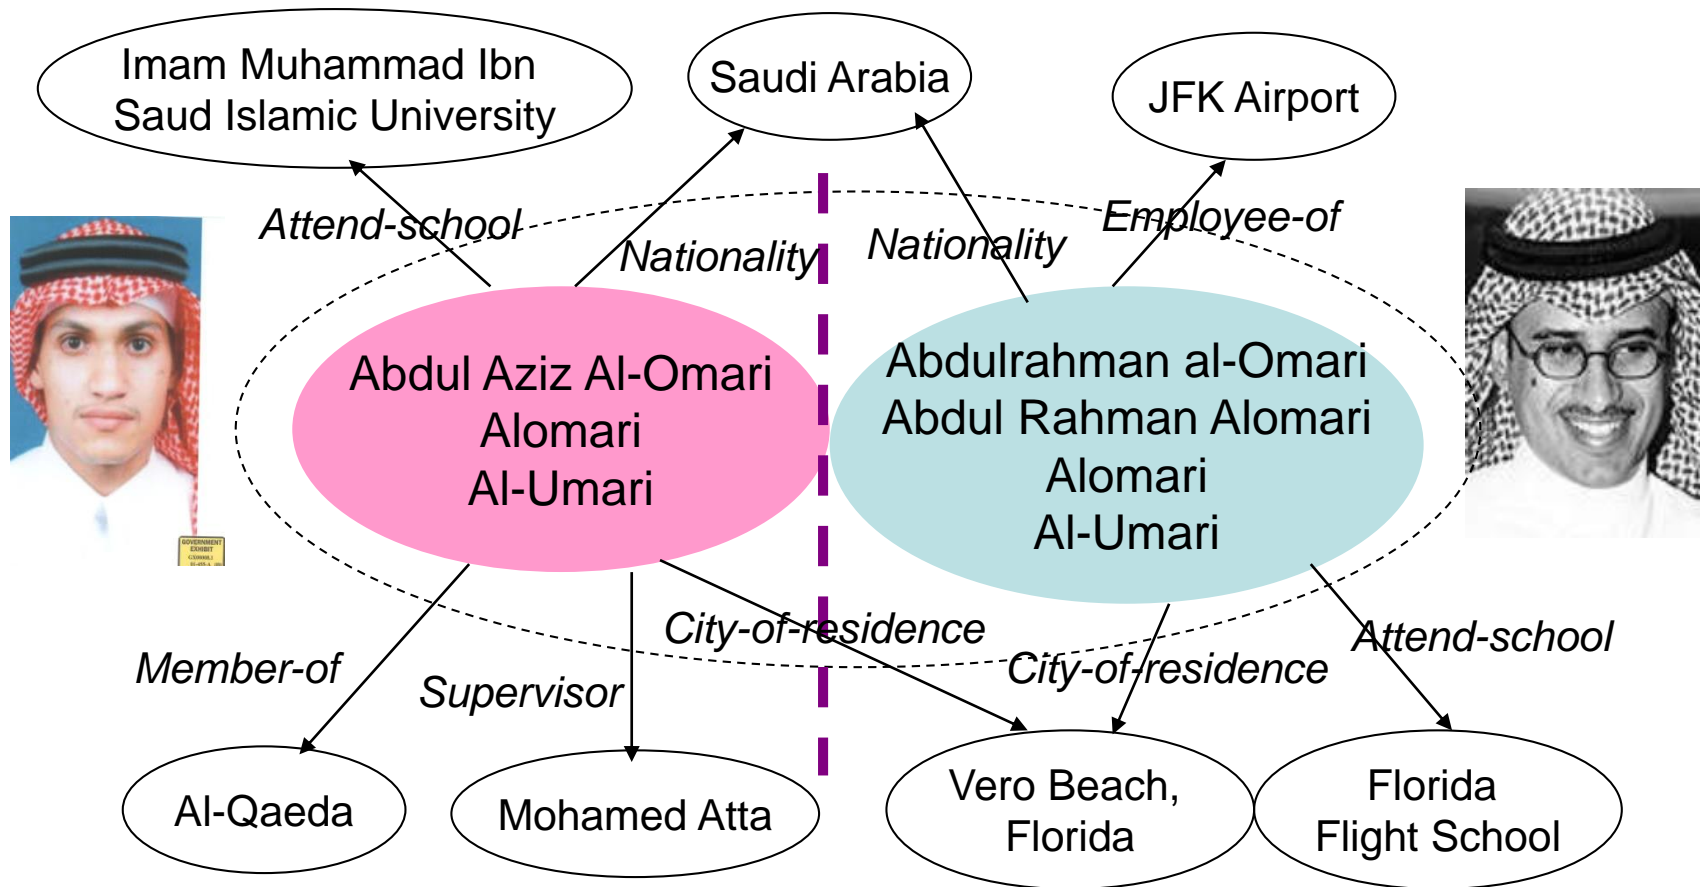 Imam Muhammad Ibn
Saud Islamic University
Saudi Arabia
JFK Airport
Attend-school
Nationality
Nationality
Employee-of
Abdul Aziz Al-Omari
Alomari
Al-Umari
Abdulrahman al-Omari
Abdul Rahman Alomari
Alomari
Al-Umari
GOVERNMENT
EXHIBIT
Member-of
Supervisor
City-of-residence
City-of-residence
Attend-school
Al-Qaeda
Mohamed Atta
Vero Beach,
Florida
Florida
Flight School